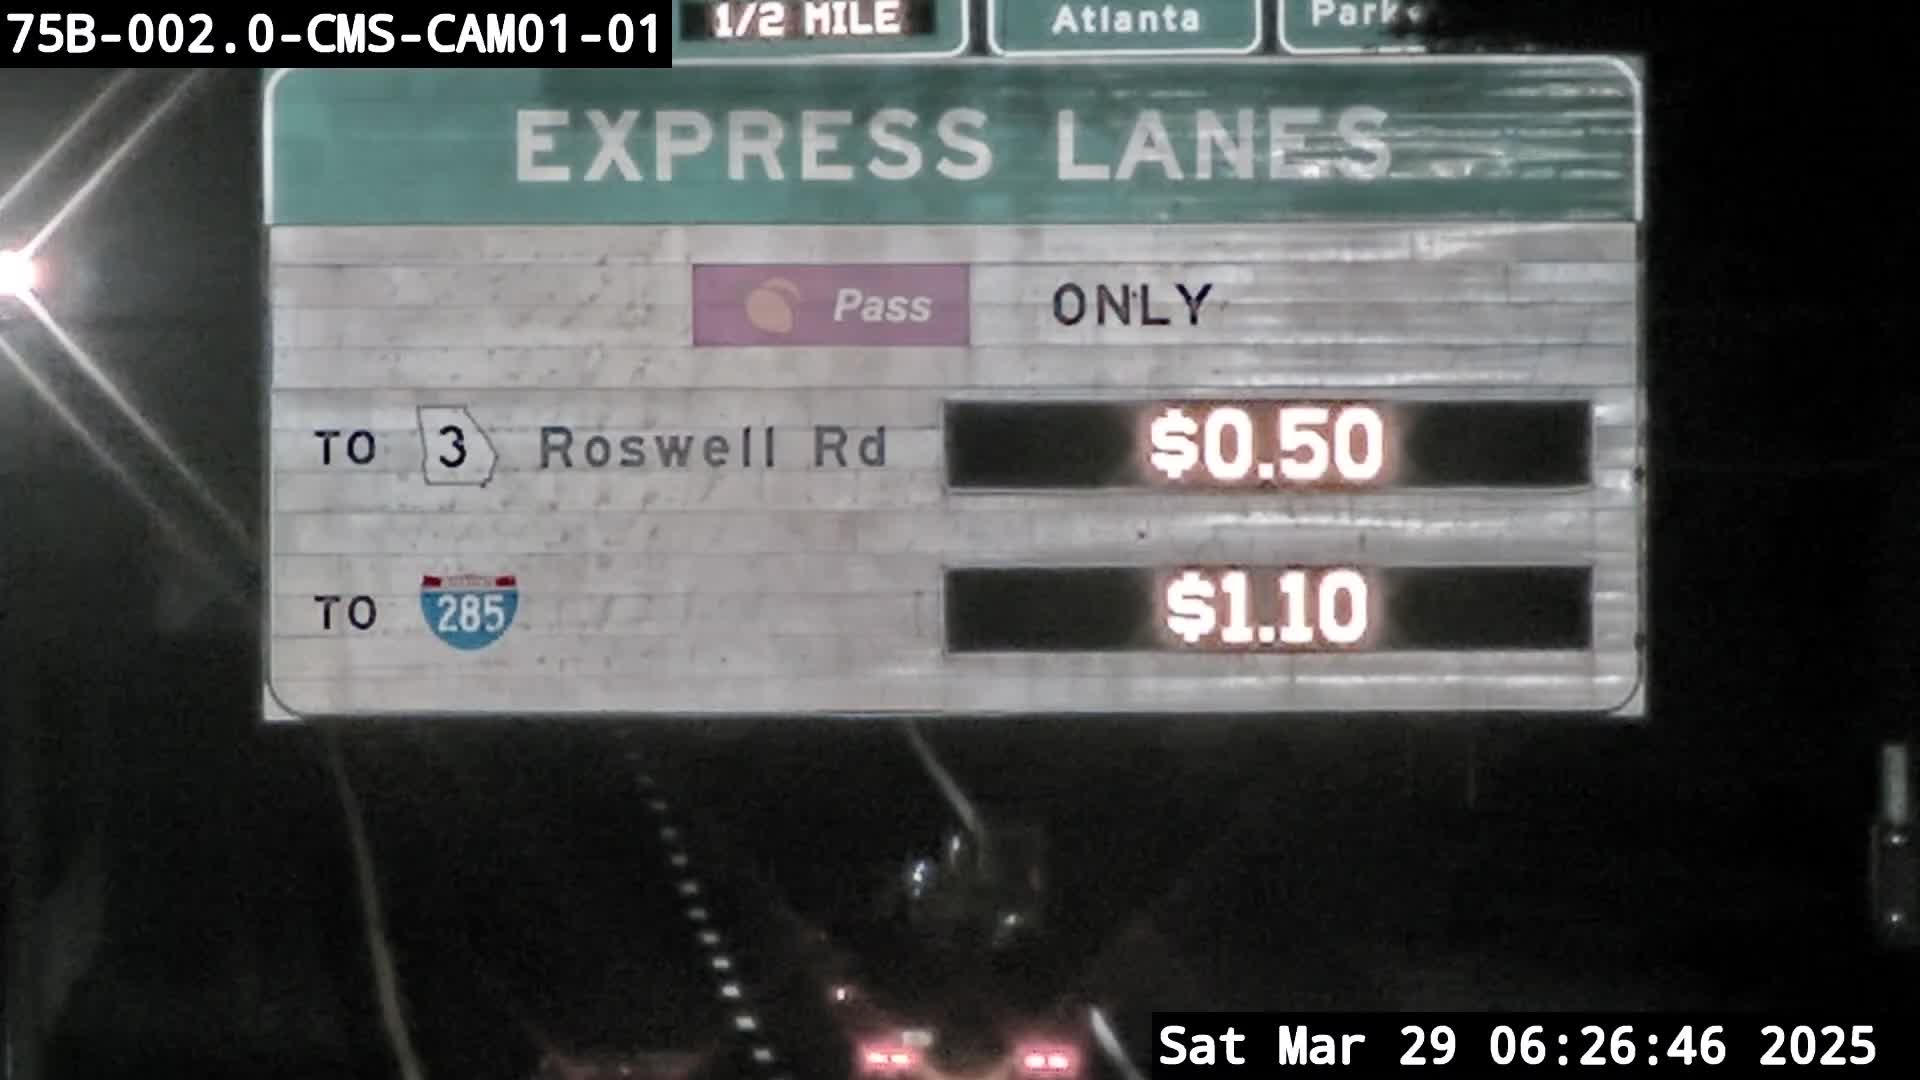 75B-002.0-CMS-CAM01-01
1/2 MILE
Atlanta
EXPRESS LANES
Pass ONLY
TO 3 Roswell Rd $0.50
TO 285 $1.10
Sat Mar 29 06:26:46 2025